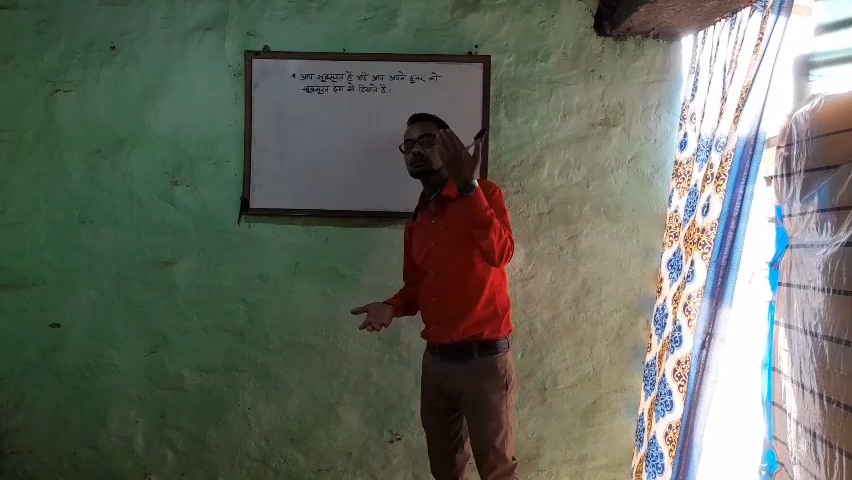 * आप खूबसूरत हैं यदि आप अपने हूनर को
खूबसूरत ढंग से दिखाते हैं।